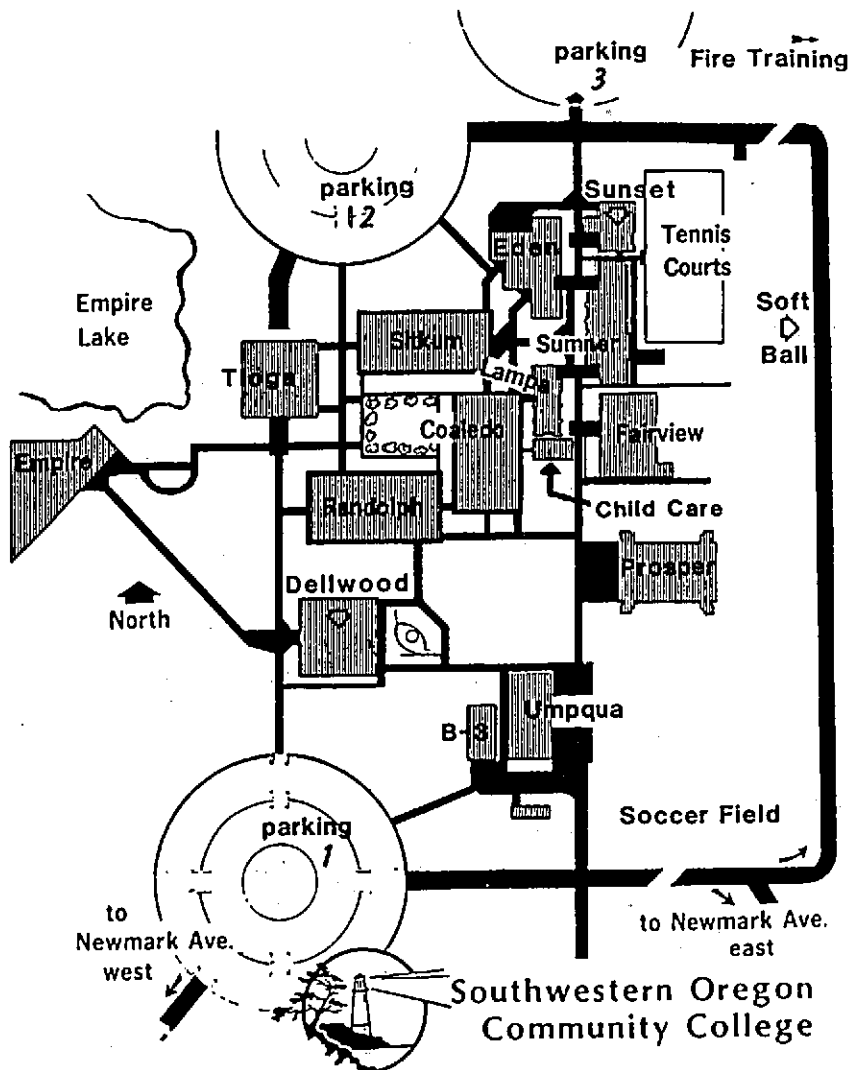 parking
3
Fire Training
parking
2
Sunset
Eden
Tennis
Courts
Empire
Lake
Soft
Ball
Sitkum
Sumner
Tioga
Lampa
Coaledo
Fairview
Empire
Randolph
Child Care
Prosper
Dellwood
North
Umpqua
B-3
Soccer Field
parking
1
to
Newmark Ave.
west
to Newmark Ave.
east
Southwestern Oregon
Community College